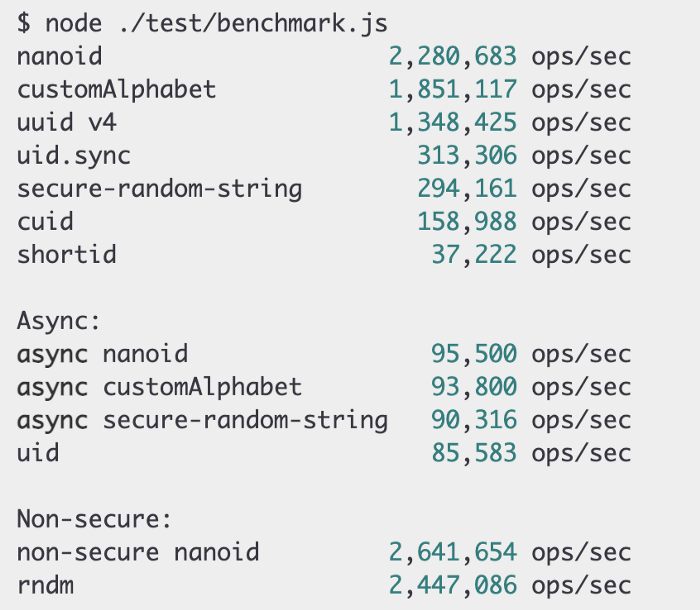 $ node ./test/benchmark.js
nanoid                    2,280,683 ops/sec
customAlphabet            1,851,117 ops/sec
uuid v4                   1,348,425 ops/sec
uid.sync                    313,306 ops/sec
secure-random-string        294,161 ops/sec
cuid                        158,988 ops/sec
shortid                      37,222 ops/sec

Async:
async nanoid                 95,500 ops/sec
async customAlphabet         93,800 ops/sec
async secure-random-string   90,316 ops/sec
uid                          85,583 ops/sec

Non-secure:
non-secure nanoid         2,641,654 ops/sec
rndm                      2,447,086 ops/sec